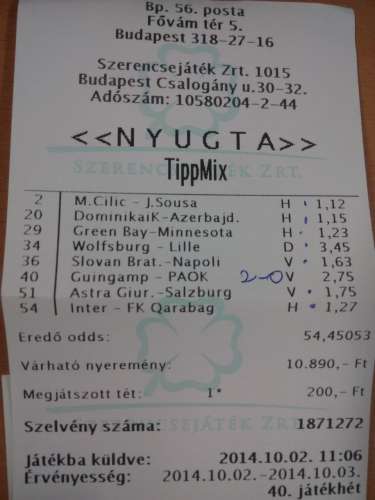 Bp. 56. posta
Fővám tér 5.
Budapest 318-27-16
Szerencsejáték Zrt. 1015
Budapest Csalogány u.30-32.
Adószám: 10580204-2-44
<<NYUGTA>>
SZERENCSEJÁTÉK ZRT.
TippMix
2 M.Cilic - J.Sousa H 1,12
20 DominikaiK-Azerbajd. H 1,15
29 Green Bay-Minnesota H 1,23
34 Wolfsburg - Lille D 3,45
36 Slovan Brat.-Napoli V 1,63
40 Guingamp - PAOK 2-0 V 2,75
51 Astra Giur.-Salzburg V 1,75
54 Inter - FK Qarabag H 1,27
Eredő odds: 54,45053
Várható nyeremény: 10.890,- Ft
Megjátszott tét: 1* 200,- Ft
SZERENCSEJÁTÉK ZRT.
Szelvény száma: 1871272
Játékba küldve: 2014.10.02. 11:06
Érvényesség: 2014.10.02.-2014.10.03.
40. játékhét